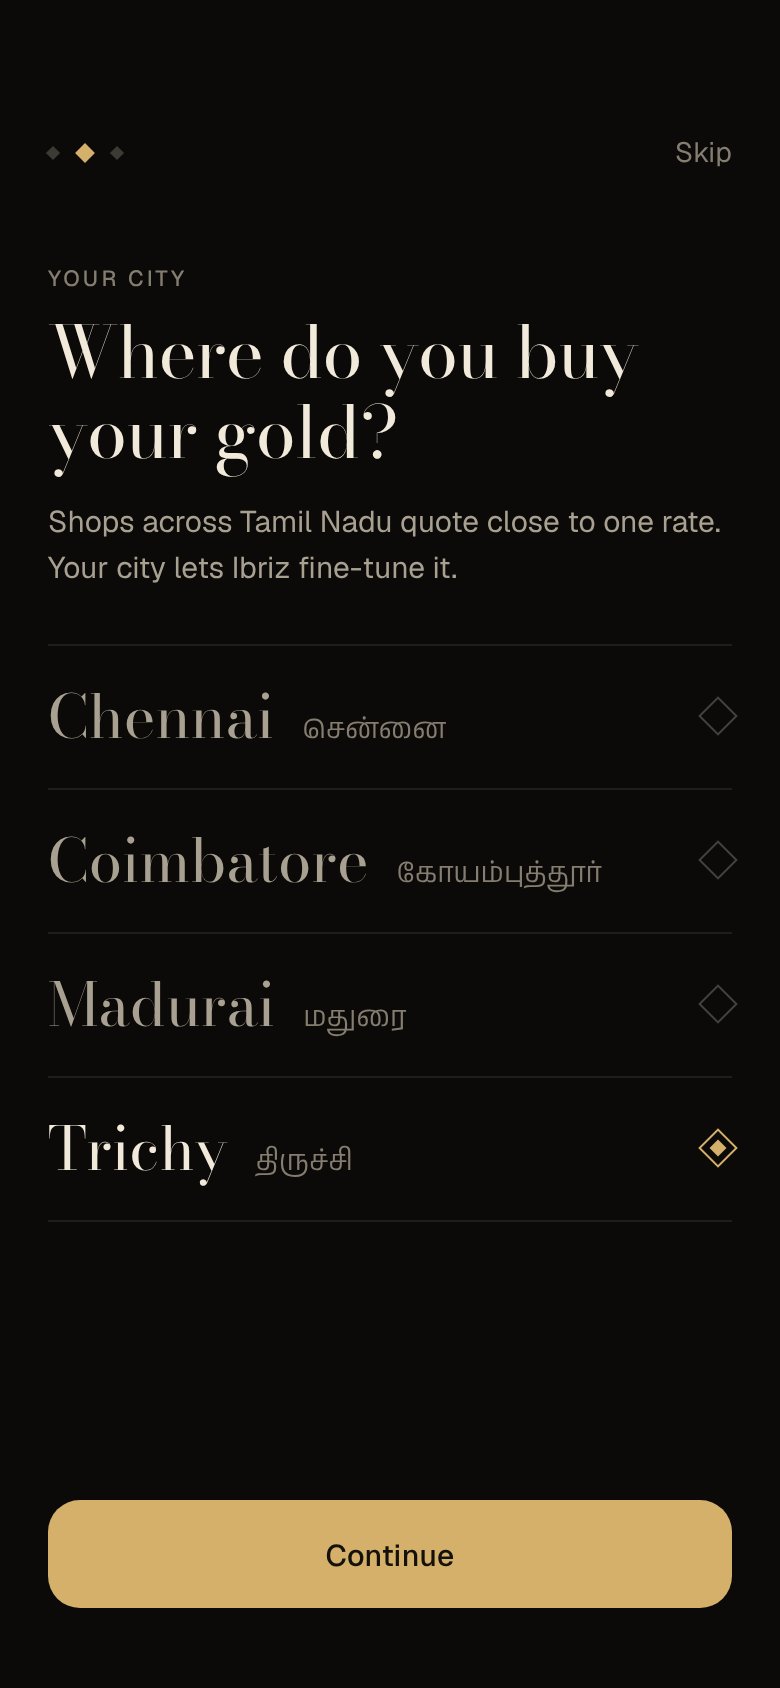 Skip
YOUR CITY
Where do you buy
your gold?
Shops across Tamil Nadu quote close to one rate.
Your city lets Ibriz fine-tune it.
Chennai சென்னை
Coimbatore கோயம்புத்தூர்
Madurai மதுரை
Trichy திருச்சி
Continue